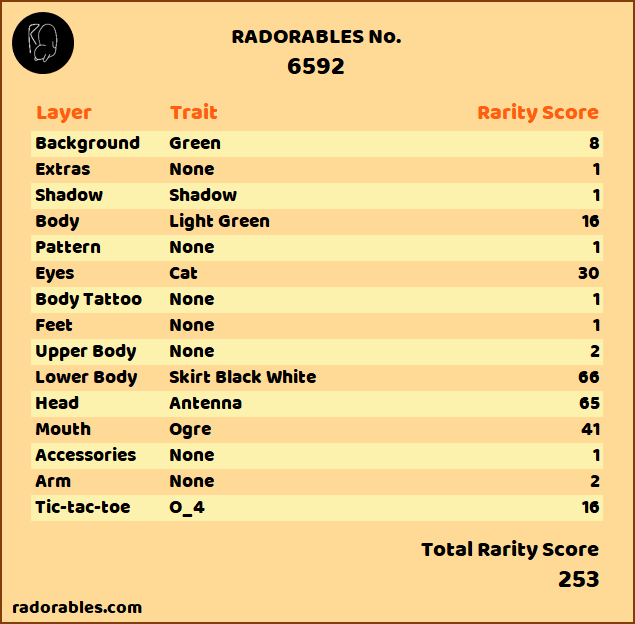 RADORABLES No.
6592
Layer Trait Rarity Score
Background Green 8
Extras None 1
Shadow Shadow 1
Body Light Green 16
Pattern None 1
Eyes Cat 30
Body Tattoo None 1
Feet None 1
Upper Body None 2
Lower Body Skirt Black White 66
Head Antenna 65
Mouth Ogre 41
Accessories None 1
Arm None 2
Tic-tac-toe O_4 16
Total Rarity Score
253
radorables.com